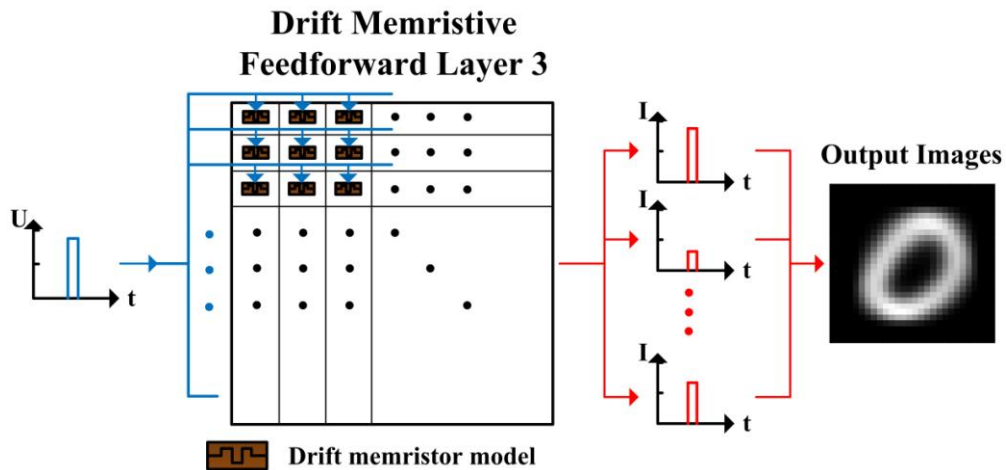 Drift Memristive
Feedforward Layer 3
U
t
I
t
I
t
I
t
Output Images
Drift memristor model